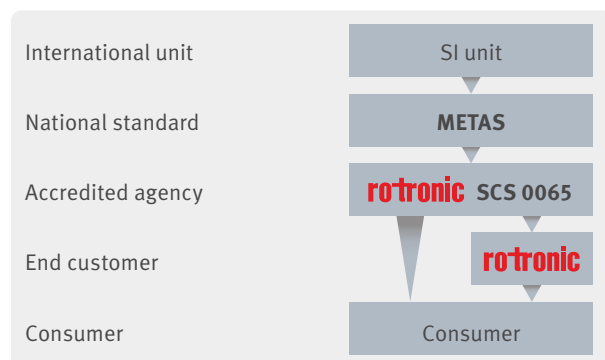 International unit SI unit
National standard METAS
Accredited agency rotronic SCS 0065
End customer rotronic
Consumer Consumer